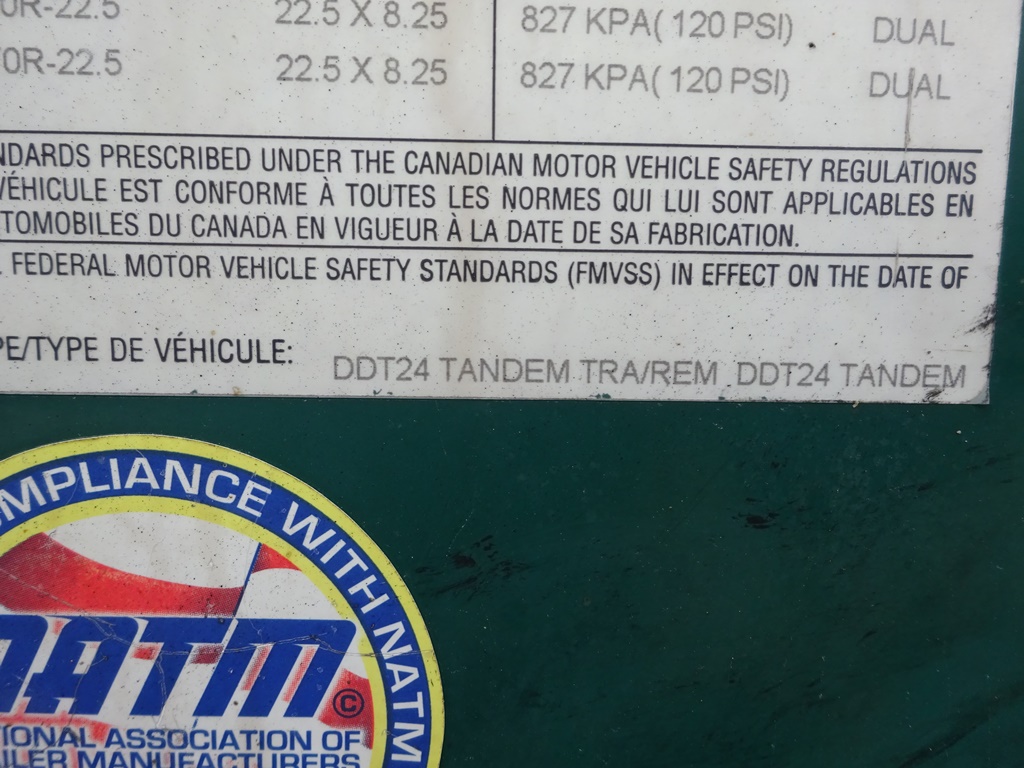 0R-22.5 22.5 X 8.25 827 KPA( 120 PSI) DUAL
0R-22.5 22.5 X 8.25 827 KPA( 120 PSI) DUAL
NDARDS PRESCRIBED UNDER THE CANADIAN MOTOR VEHICLE SAFETY REGULATIONS
VÉHICULE EST CONFORME À TOUTES LES NORMES QUI LUI SONT APPLICABLES EN
TOMOBILES DU CANADA EN VIGUEUR À LA DATE DE SA FABRICATION.
. FEDERAL MOTOR VEHICLE SAFETY STANDARDS (FMVSS) IN EFFECT ON THE DATE OF
PE/TYPE DE VÉHICULE: DDT24 TANDEM TRA/REM DDT24 TANDEM
OMPLIANCE WITH NATM
NATM ©
TIONAL ASSOCIATION OF
AILER MANUFACTURERS